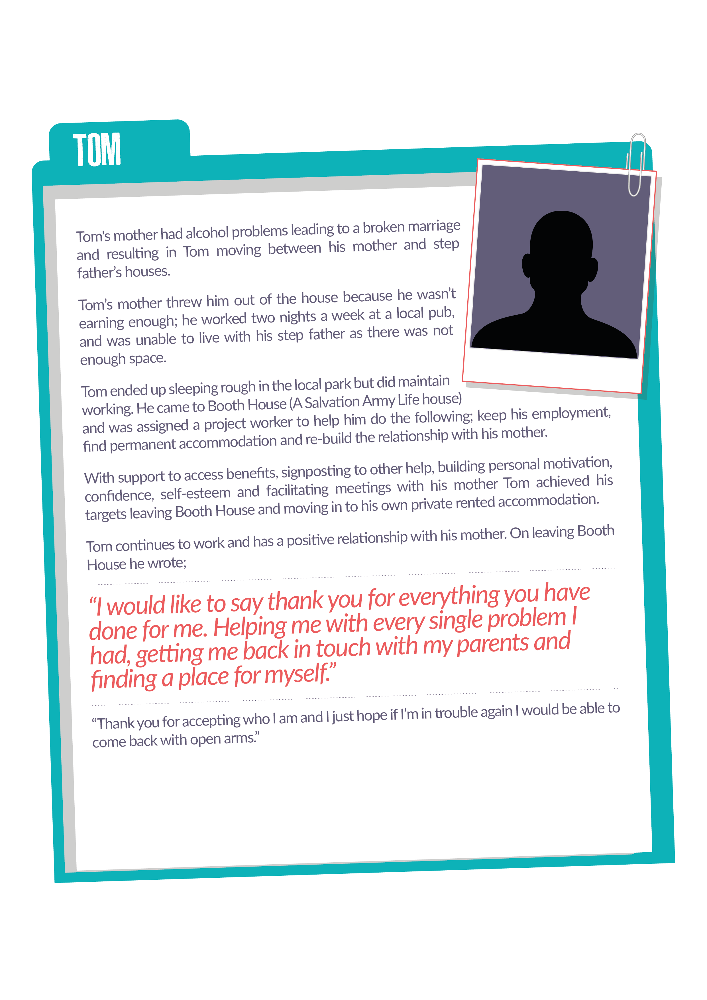 TOM
Tom's mother had alcohol problems leading to a broken marriage
and resulting in Tom moving between his mother and step
father’s houses.
Tom’s mother threw him out of the house because he wasn’t
earning enough; he worked two nights a week at a local pub,
and was unable to live with his step father as there was not
enough space.
Tom ended up sleeping rough in the local park but did maintain
working. He came to Booth House (A Salvation Army Life house)
and was assigned a project worker to help him do the following; keep his employment,
find permanent accommodation and re-build the relationship with his mother.
With support to access benefits, signposting to other help, building personal motivation,
confidence, self-esteem and facilitating meetings with his mother Tom achieved his
targets leaving Booth House and moving in to his own private rented accommodation.
Tom continues to work and has a positive relationship with his mother. On leaving Booth
House he wrote;
“I would like to say thank you for everything you have
done for me. Helping me with every single problem I
had, getting me back in touch with my parents and
finding a place for myself.”
“Thank you for accepting who I am and I just hope if I’m in trouble again I would be able to
come back with open arms.”